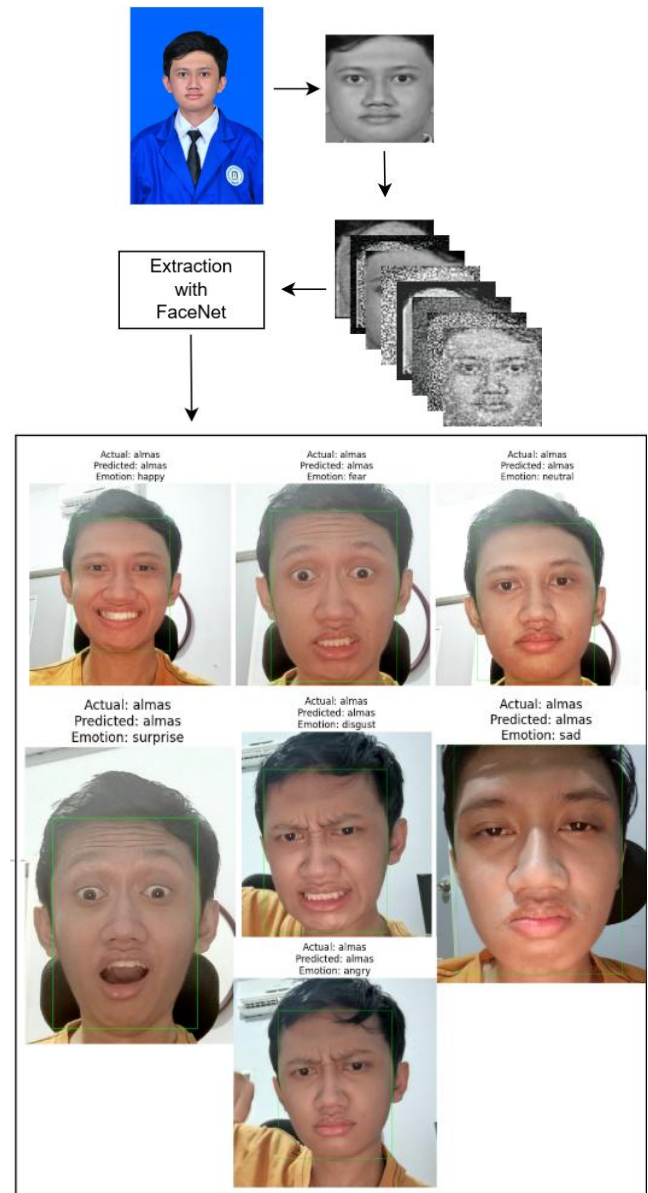 Extraction
with
FaceNet
Actual: almas
Predicted: almas
Emotion: happy
Actual: almas
Predicted: almas
Emotion: fear
Actual: almas
Predicted: almas
Emotion: neutral
Actual: almas
Predicted: almas
Emotion: surprise
Actual: almas
Predicted: almas
Emotion: disgust
Actual: almas
Predicted: almas
Emotion: sad
Actual: almas
Predicted: almas
Emotion: angry